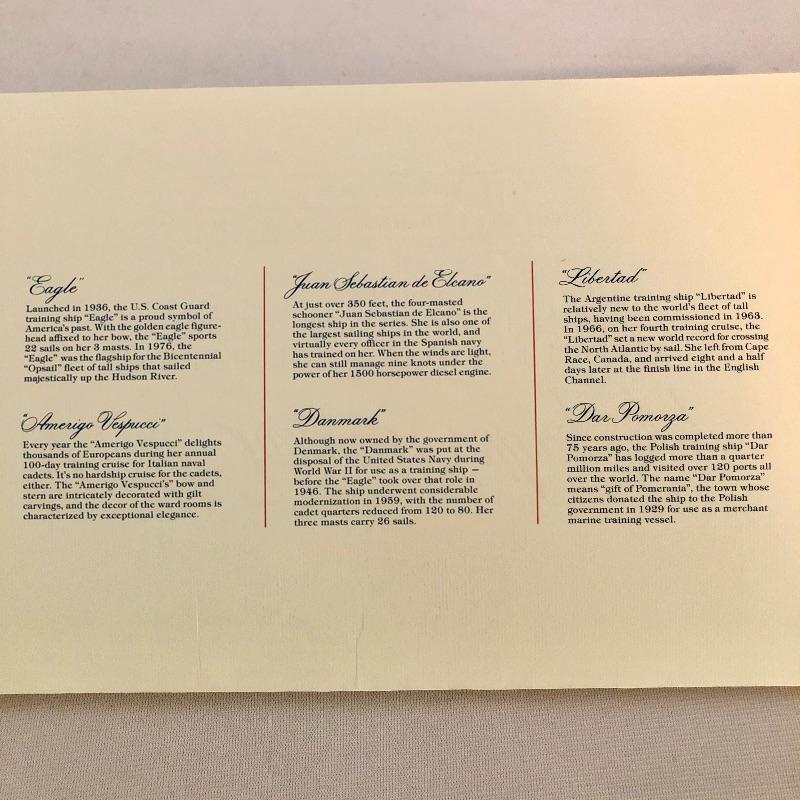 "Eagle"
Launched in 1936, the U.S. Coast Guard
training ship "Eagle" is a proud symbol of
America's past. With the golden eagle figure-
head affixed to her bow, the "Eagle" sports
22 sails on her 3 masts. In 1976, the
"Eagle" was the flagship for the Bicentennial
"Opsail" fleet of tall ships that sailed
majestically up the Hudson River.
"Amerigo Vespucci"
Every year the "Amerigo Vespucci" delights
thousands of Europeans during her annual
100-day training cruise for Italian naval
cadets. It's no hardship cruise for the cadets,
either. The "Amerigo Vespucci's" bow and
stern are intricately decorated with gilt
carvings, and the decor of the ward rooms is
characterized by exceptional elegance.
"Juan Sebastian de Elcano"
At just over 350 feet, the four-masted
schooner "Juan Sebastian de Elcano" is the
longest ship in the series. She is also one of
the largest sailing ships in the world, and
virtually every officer in the Spanish navy
has trained on her. When the winds are light,
she can still manage nine knots under the
power of her 1500 horsepower diesel engine.
"Danmark"
Although now owned by the government of
Denmark, the "Danmark" was put at the
disposal of the United States Navy during
World War II for use as a training ship —
before the "Eagle" took over that role in
1946. The ship underwent considerable
modernization in 1959, with the number of
cadet quarters reduced from 120 to 80. Her
three masts carry 26 sails.
"Libertad"
The Argentine training ship "Libertad" is
relatively new to the world's fleet of tall
ships, having been commissioned in 1963.
In 1966, on her fourth training cruise, the
"Libertad" set a new world record for crossing
the North Atlantic by sail. She left from Cape
Race, Canada, and arrived eight and a half
days later at the finish line in the English
Channel.
"Dar Pomorza"
Since construction was completed more than
75 years ago, the Polish training ship "Dar
Pomorza" has logged more than a quarter
million miles and visited over 120 ports all
over the world. The name "Dar Pomorza"
means "gift of Pomerania", the town whose
citizens donated the ship to the Polish
government in 1929 for use as a merchant
marine training vessel.